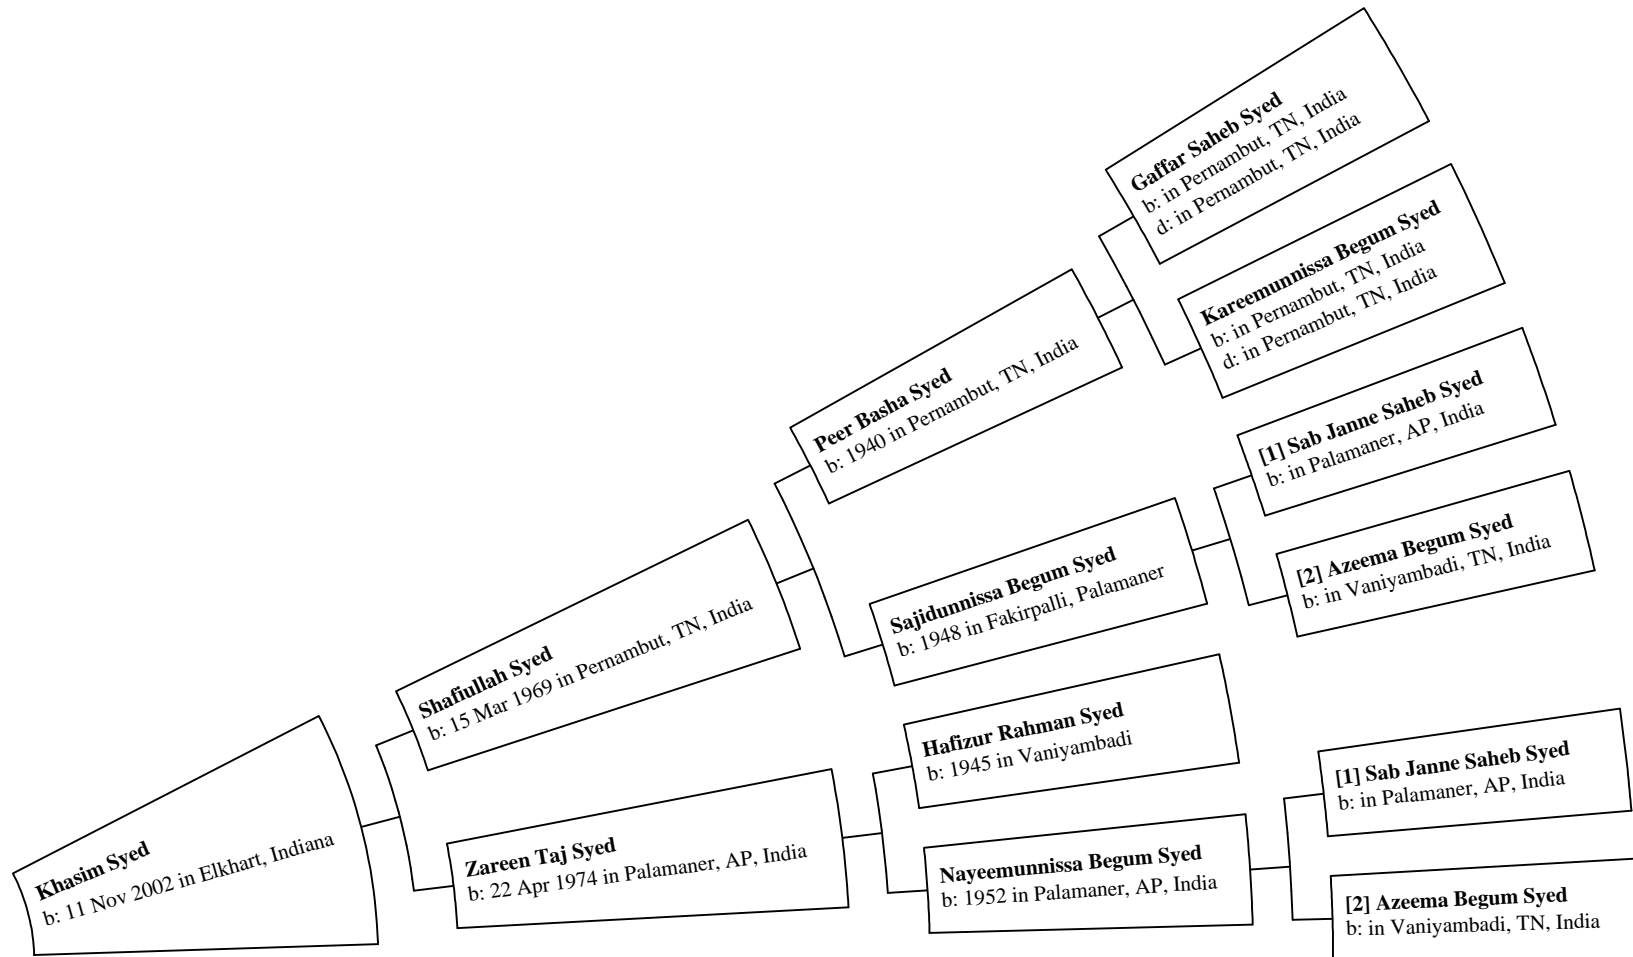 Gaffar Saheb Syed
b: in Pernambut, TN, India
d: in Pernambut, TN, India
Kareemunnissa Begum Syed
b: in Pernambut, TN, India
d: in Pernambut, TN, India
Peer Basha Syed
b: 1940 in Pernambut, TN, India
[1] Sab Janne Saheb Syed
b: in Palamaner, AP, India
[2] Azeema Begum Syed
b: in Vaniyambadi, TN, India
Sajidunnissa Begum Syed
b: 1948 in Fakirpalli, Palamaner
Shafiullah Syed
b: 15 Mar 1969 in Pernambut, TN, India
Hafizur Rahman Syed
b: 1945 in Vaniyambadi
[1] Sab Janne Saheb Syed
b: in Palamaner, AP, India
Khasim Syed
b: 11 Nov 2002 in Elkhart, Indiana
Zareen Taj Syed
b: 22 Apr 1974 in Palamaner, AP, India
Nayeemunnissa Begum Syed
b: 1952 in Palamaner, AP, India
[2] Azeema Begum Syed
b: in Vaniyambadi, TN, India